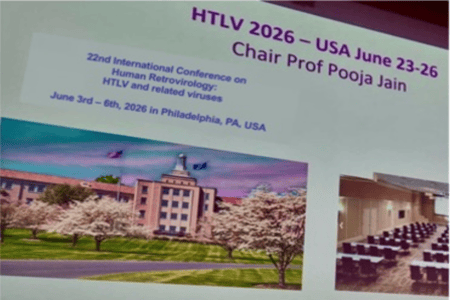 HTLV 2026 – USA June 23-26
Chair Prof Pooja Jain
22nd International Conference on
Human Retrovirology:
HTLV and related viruses
June 3rd – 6th, 2026 in Philadelphia, PA, USA